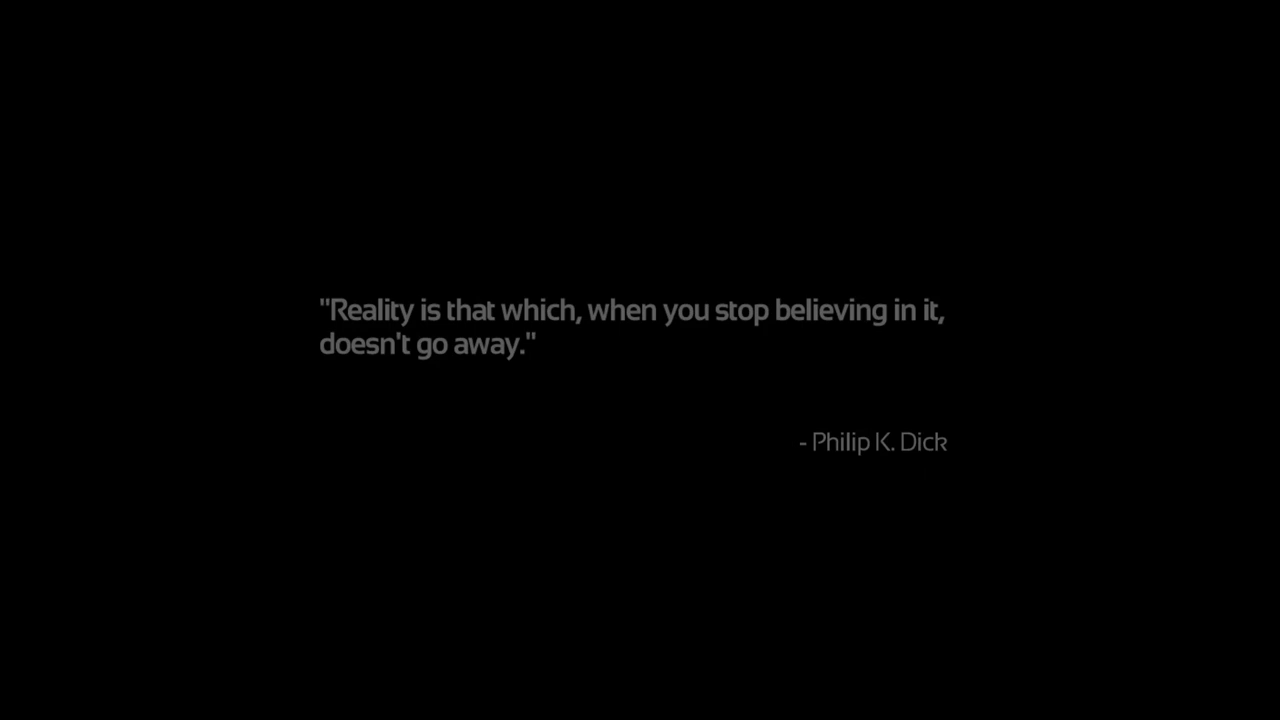 "Reality is that which, when you stop believing in it,
doesn't go away."
- Philip K. Dick